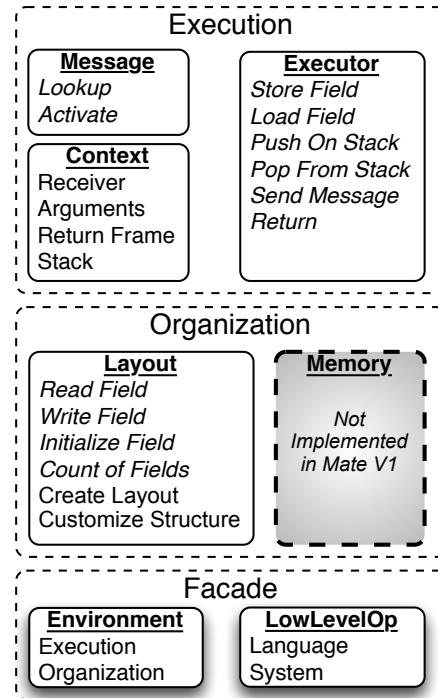 Execution
Message
Lookup
Activate
Context
Receiver
Arguments
Return Frame
Stack
Executor
Store Field
Load Field
Push On Stack
Pop From Stack
Send Message
Return
Organization
Layout
Read Field
Write Field
Initialize Field
Count of Fields
Create Layout
Customize Structure
Memory
Not
Implemented
in Mate V1
Facade
Environment
Execution
Organization
LowLevelOp
Language
System